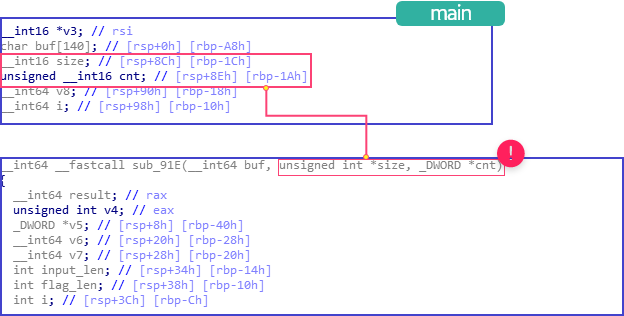 main
__int16 *v3; // rsi
char buf[140]; // [rsp+0h] [rbp-A8h]
__int16 size; // [rsp+8Ch] [rbp-1Ch]
unsigned __int16 cnt; // [rsp+8Eh] [rbp-1Ah]
__int64 v8; // [rsp+90h] [rbp-18h]
__int64 i; // [rsp+98h] [rbp-10h]
!
__int64 __fastcall sub_91E(__int64 buf, unsigned int *size, _DWORD *cnt)
{
__int64 result; // rax
unsigned int v4; // eax
_DWORD *v5; // [rsp+8h] [rbp-40h]
__int64 v6; // [rsp+20h] [rbp-28h]
__int64 v7; // [rsp+28h] [rbp-20h]
int input_len; // [rsp+34h] [rbp-14h]
int flag_len; // [rsp+38h] [rbp-10h]
int i; // [rsp+3Ch] [rbp-Ch]